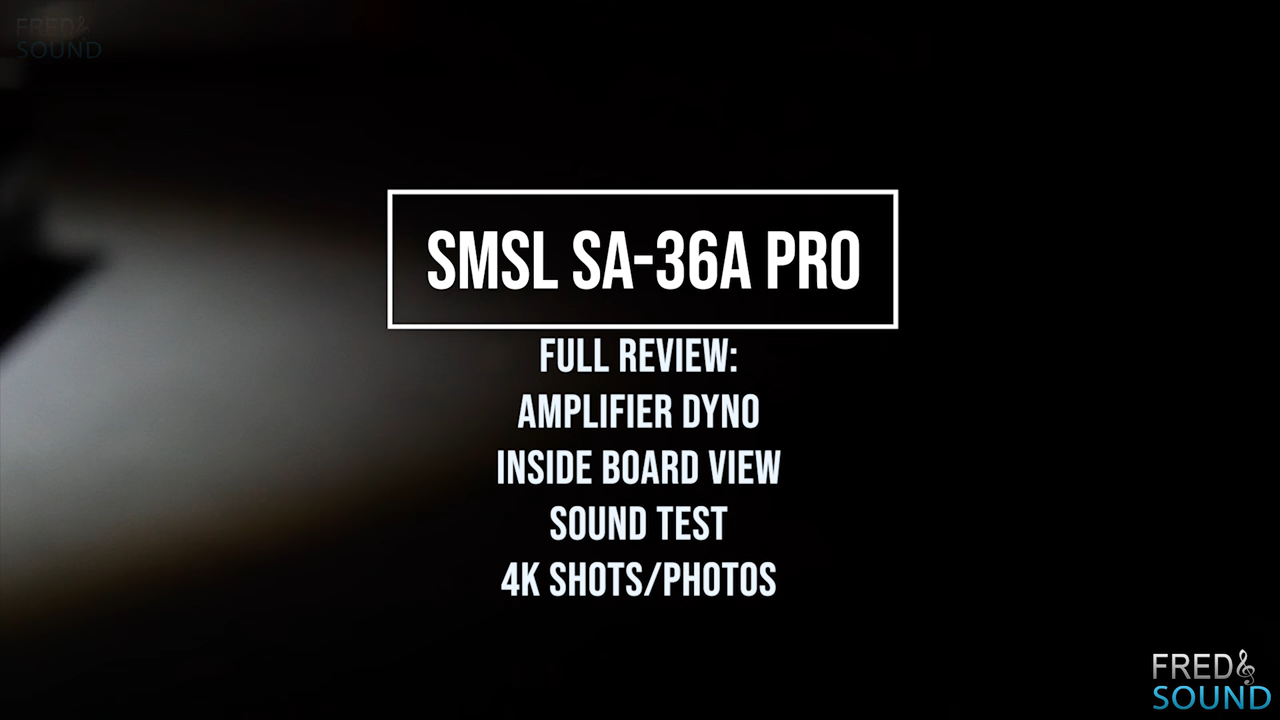 FRED
SOUND
SMSL SA-36A PRO
FULL REVIEW:
AMPLIFIER DYNO
INSIDE BOARD VIEW
SOUND TEST
4K SHOTS/PHOTOS
FRED
SOUND